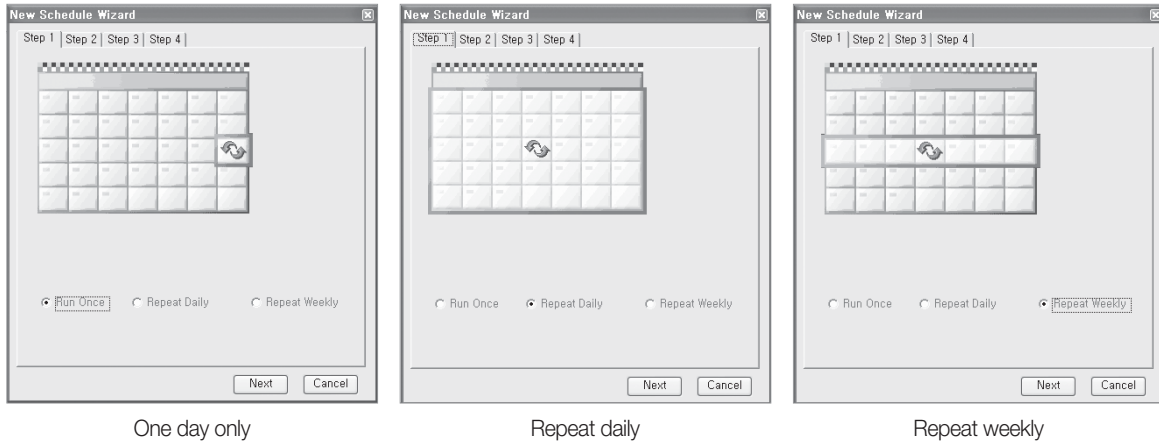 New Schedule Wizard
Step 1 Step 2 Step 3 Step 4
Run Once Repeat Daily Repeat Weekly
Next Cancel
One day only
New Schedule Wizard
Step 1 Step 2 Step 3 Step 4
Run Once Repeat Daily Repeat Weekly
Next Cancel
Repeat daily
New Schedule Wizard
Step 1 Step 2 Step 3 Step 4
Run Once Repeat Daily Repeat Weekly
Next Cancel
Repeat weekly